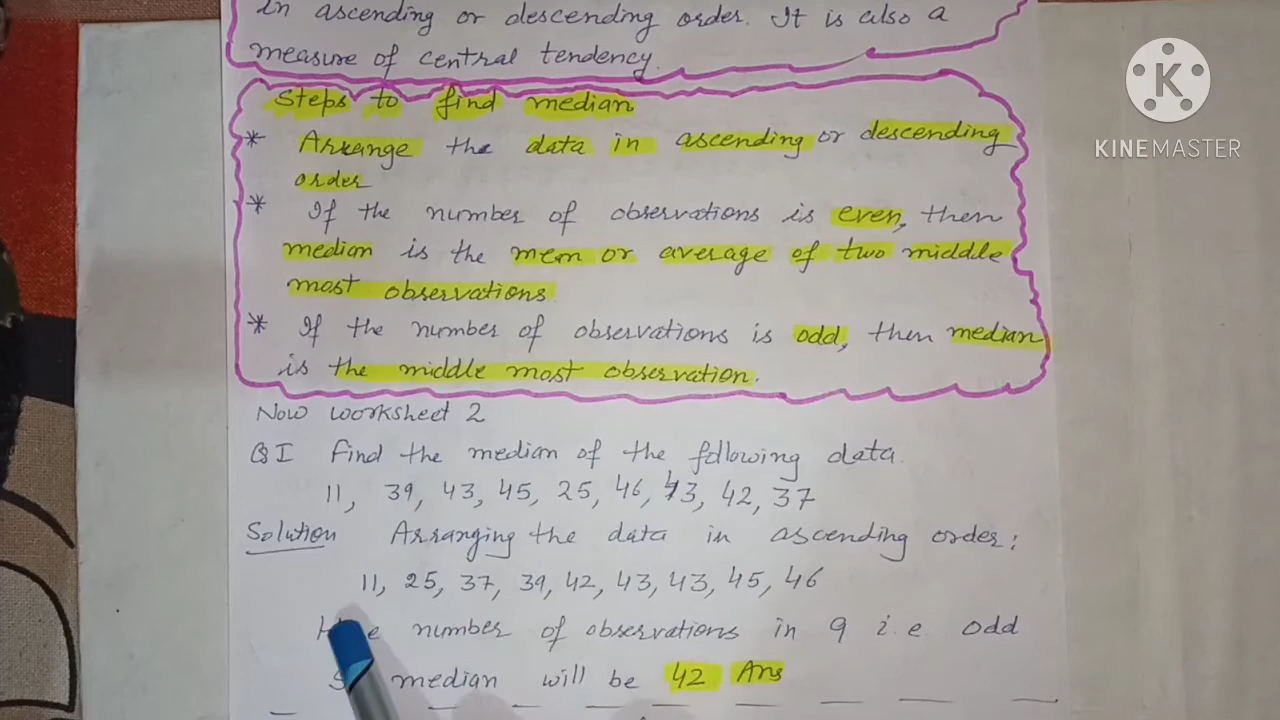 in ascending or descending order. It is also a
measure of central tendency.
Steps to find median
* Arrange the data in ascending or descending
order
* If the number of observations is even, then
median is the mean or average of two middle
most observations.
* If the number of observations is odd, then median
is the middle most observation.
Now worksheet 2
Q I Find the median of the following data.
11, 39, 43, 45, 25, 46, 43, 42, 37
Solution Arranging the data in ascending order:
11, 25, 37, 39, 42, 43, 43, 45, 46
number of observations in 9 i.e. odd
median will be 42 Ans
K
KINEMASTER